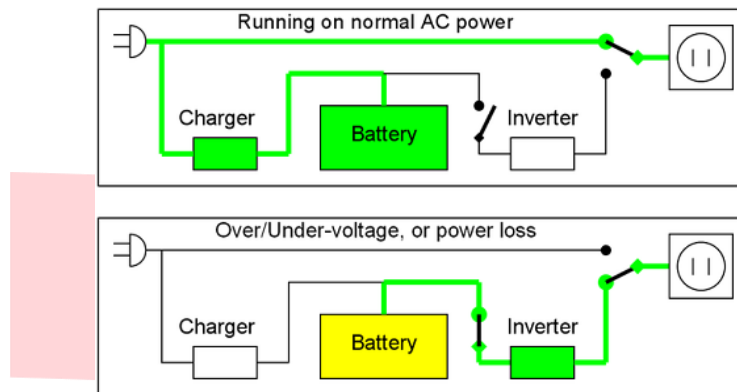 Running on normal AC power
Charger
Battery
Inverter
Over/Under-voltage, or power loss
Charger
Battery
Inverter